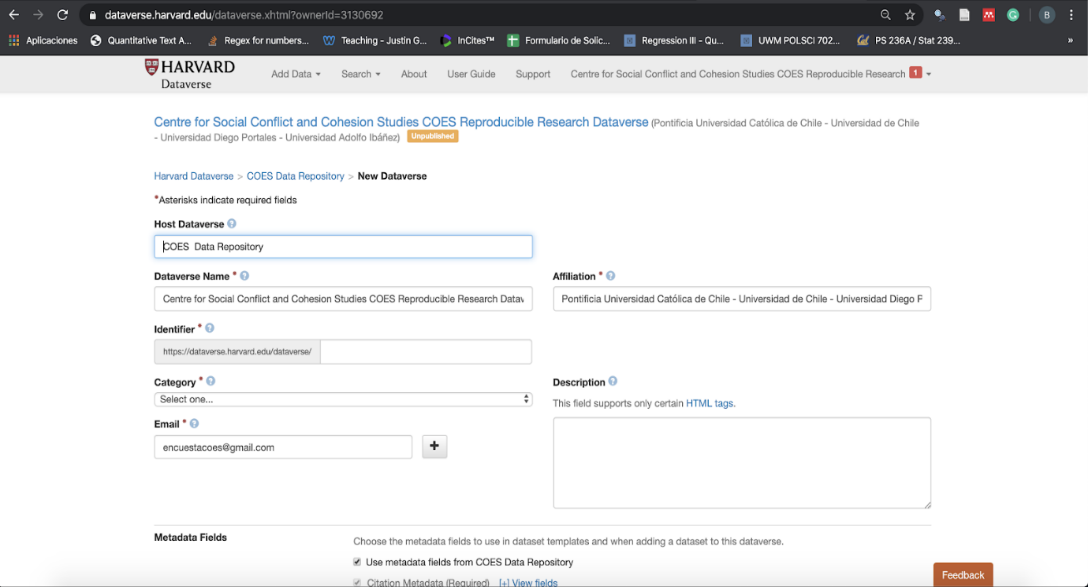 dataverse.harvard.edu/dataverse.xhtml?ownerId=3130692
B
Aplicaciones Quantitative Text A... Regex for numbers... Teaching - Justin G... InCites™ Formulario de Solic... Regression III - Qu... UWM POLSCI 702... PS 236A / Stat 239... »
HARVARD
Dataverse
Add Data Search About User Guide Support Centre for Social Conflict and Cohesion Studies COES Reproducible Research 1
Centre for Social Conflict and Cohesion Studies COES Reproducible Research Dataverse (Pontificia Universidad Católica de Chile - Universidad de Chile
- Universidad Diego Portales - Universidad Adolfo Ibáñez) Unpublished
Harvard Dataverse > COES Data Repository > New Dataverse
*Asterisks indicate required fields
Host Dataverse ?
COES Data Repository
Dataverse Name * ? Affiliation * ?
Centre for Social Conflict and Cohesion Studies COES Reproducible Research Datav Pontificia Universidad Católica de Chile - Universidad de Chile - Universidad Diego P
Identifier * ?
https://dataverse.harvard.edu/dataverse/
Category * ? Description ?
Select one... This field supports only certain HTML tags.
Email * ?
encuestacoes@gmail.com +
Metadata Fields Choose the metadata fields to use in dataset templates and when adding a dataset to this dataverse.
Use metadata fields from COES Data Repository
Citation Metadata (Required) [+] View fields
Feedback